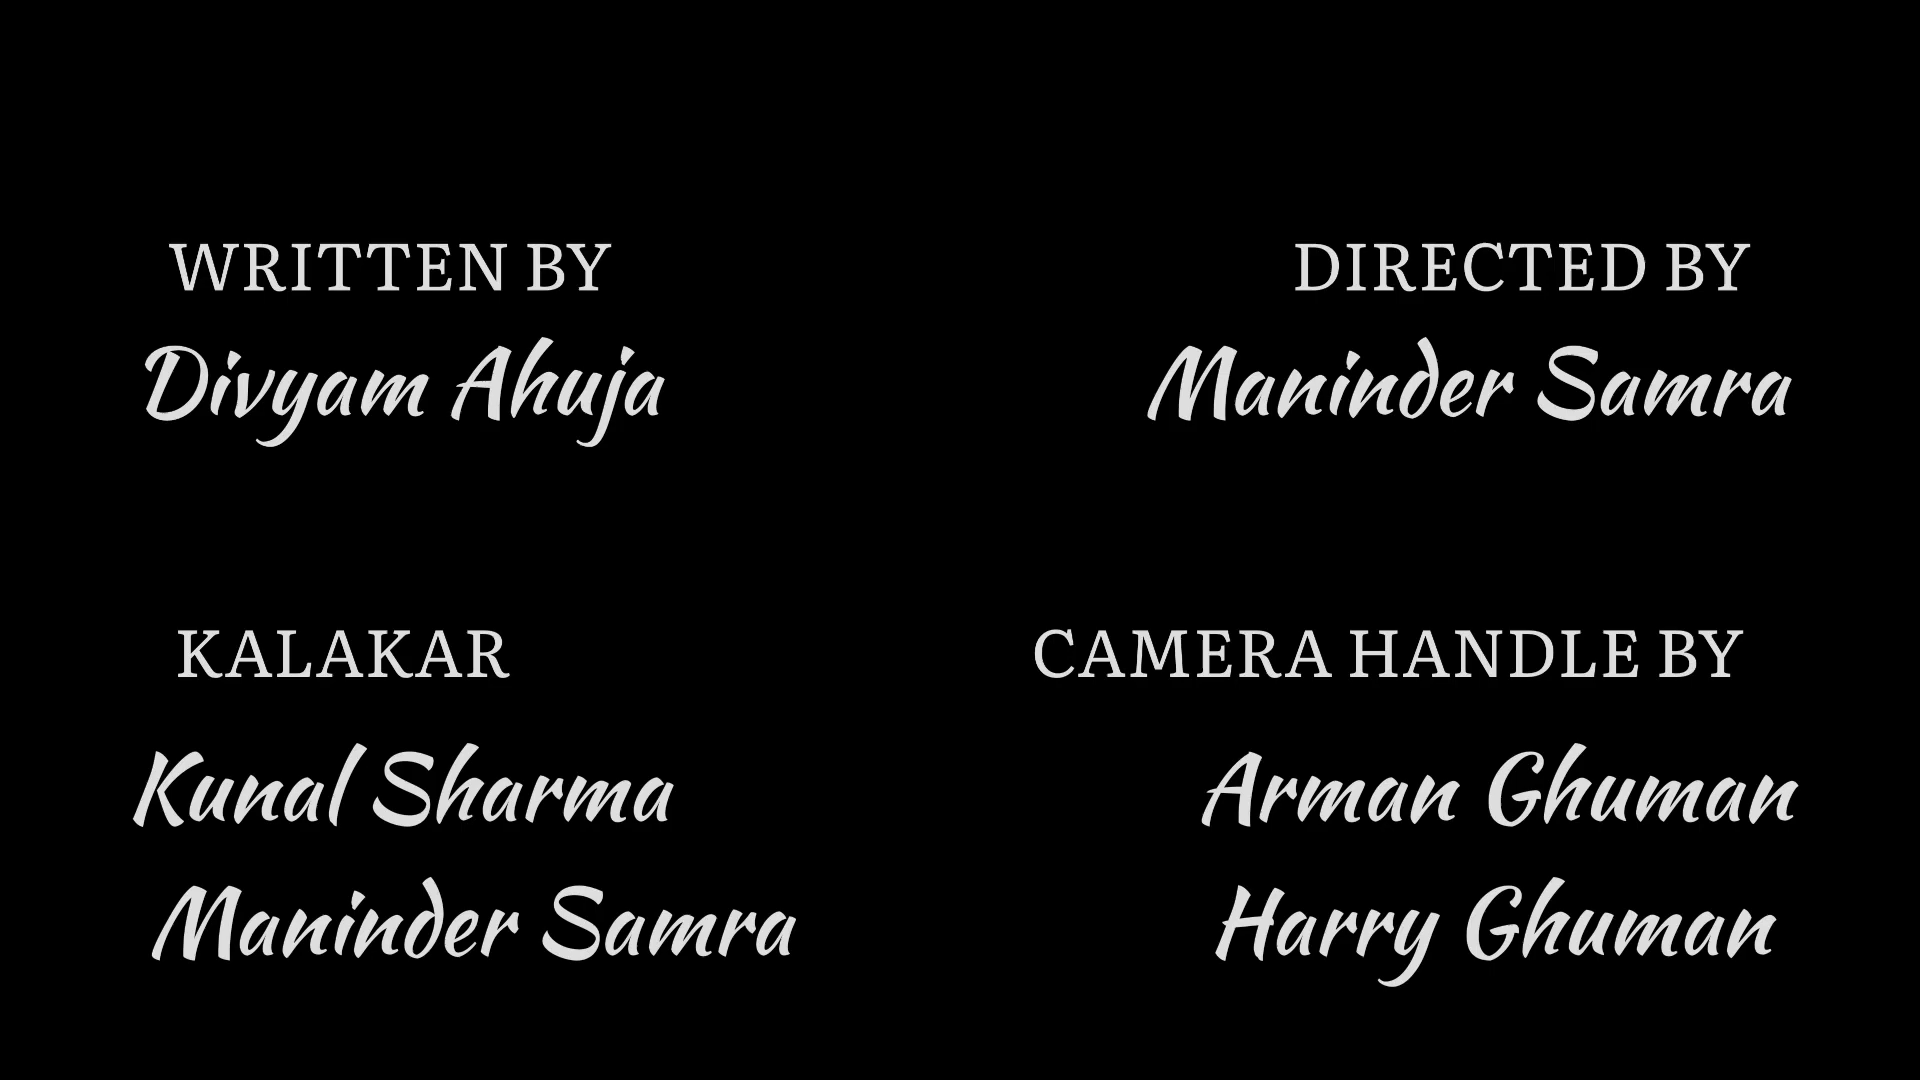 WRITTEN BY
Divyam Ahuja
DIRECTED BY
Maninder Samra
KALAKAR
Kunal Sharma
Maninder Samra
CAMERA HANDLE BY
Arman Ghuman
Harry Ghuman